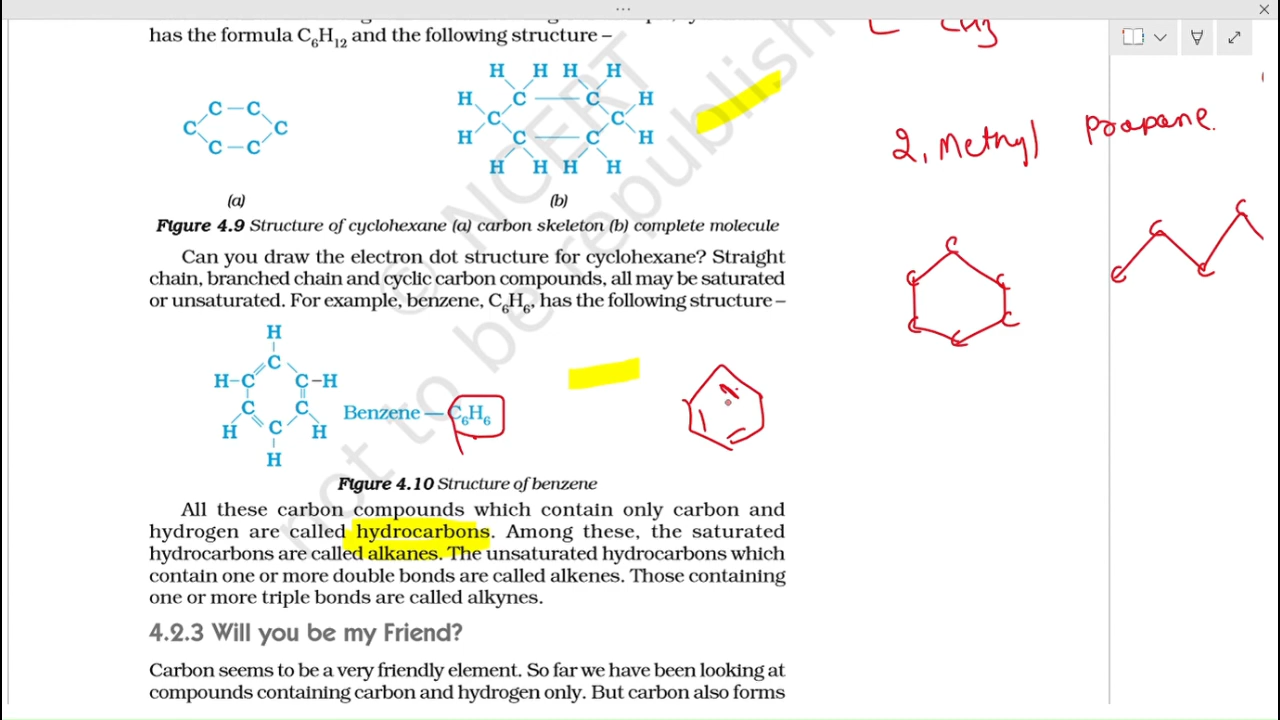 has the formula C₆H₁₂ and the following structure –
CH₃
H H H H
H C C H
C C
H C C H
H H H H
C – C
C C
C – C
2, Methyl Propane.
(a) (b)
Figure 4.9 Structure of cyclohexane (a) carbon skeleton (b) complete molecule
C
C C
C C
C
C C
C C
Can you draw the electron dot structure for cyclohexane? Straight
chain, branched chain and cyclic carbon compounds, all may be saturated
or unsaturated. For example, benzene, C₆H₆, has the following structure –
H
C
H–C C–H
C C
H C H
H
Benzene — C₆H₆
Figure 4.10 Structure of benzene
All these carbon compounds which contain only carbon and
hydrogen are called hydrocarbons. Among these, the saturated
hydrocarbons are called alkanes. The unsaturated hydrocarbons which
contain one or more double bonds are called alkenes. Those containing
one or more triple bonds are called alkynes.
4.2.3 Will you be my Friend?
Carbon seems to be a very friendly element. So far we have been looking at
compounds containing carbon and hydrogen only. But carbon also forms
© NCERT
not to be republish